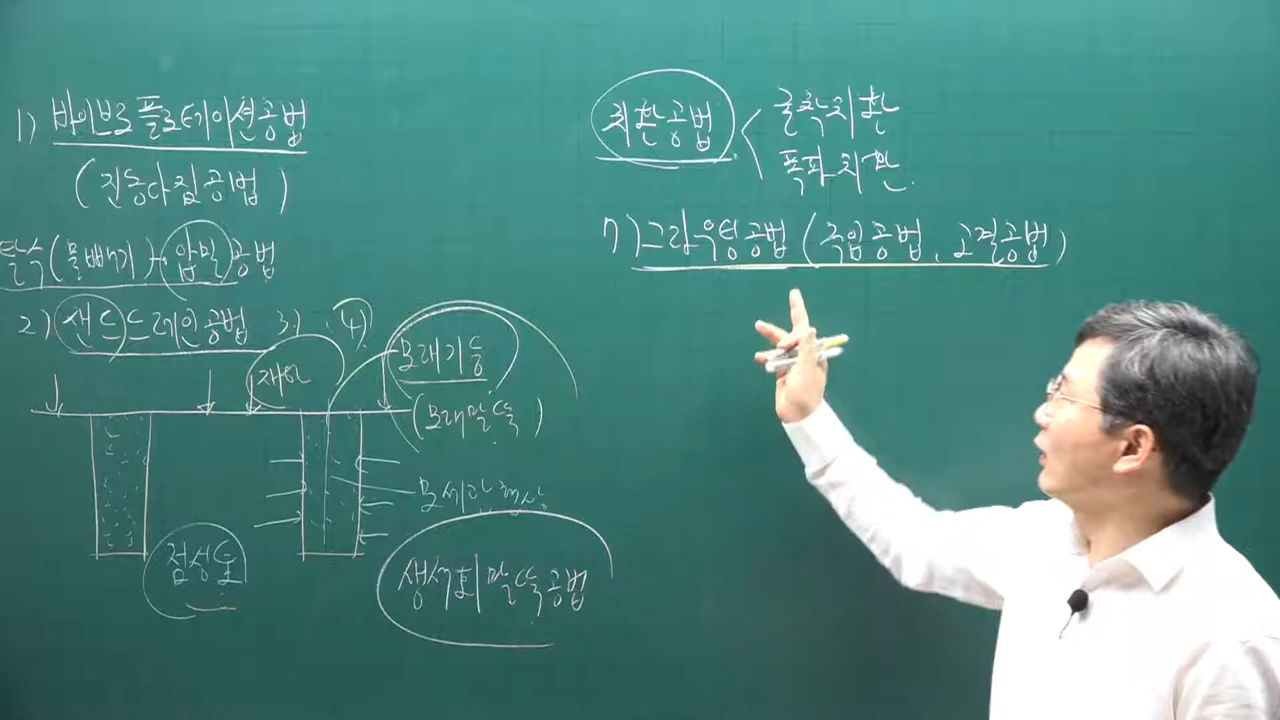 1) 바이브로 플로테이션공법
(진동다짐공법)
탈수(물빼기)→압밀공법
2) 샌드드레인공법 3) (4)
재하
모래기둥
(모래말뚝)
모세관현상
점성토
생석회 말뚝공법
치환공법
굴착치환
폭파치환.
7) 그라우팅공법 (주입공법, 고결공법)